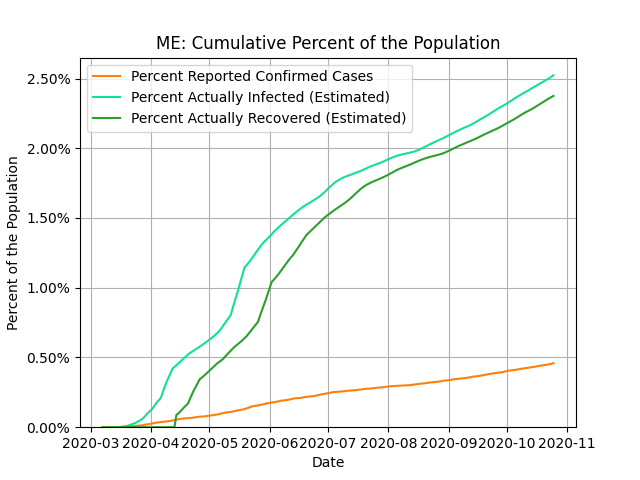 ME: Cumulative Percent of the Population
Percent Reported Confirmed Cases
Percent Actually Infected (Estimated)
Percent Actually Recovered (Estimated)
Percent of the Population
2.50%
2.00%
1.50%
1.00%
0.50%
0.00%
2020-03 2020-04 2020-05 2020-06 2020-07 2020-08 2020-09 2020-10 2020-11
Date